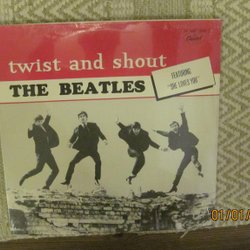 Capitol
twist and shout
FEATURING
"SHE LOVES YOU"
THE BEATLES
01/01/